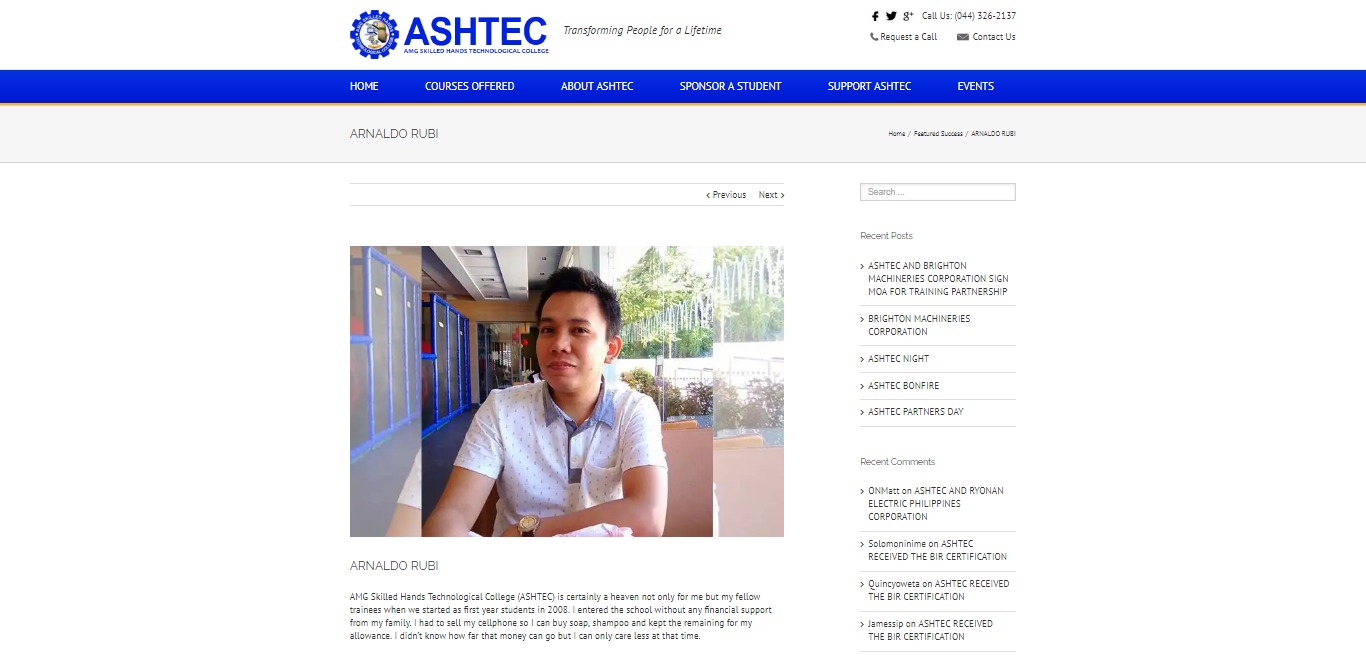 ASHTEC
AMG SKILLED HANDS TECHNOLOGICAL COLLEGE
Transforming People for a Lifetime
Call Us: (044) 326-2137
Request a Call
Contact Us
HOME
COURSES OFFERED
ABOUT ASHTEC
SPONSOR A STUDENT
SUPPORT ASHTEC
EVENTS
ARNALDO RUBI
Home / Featured Success / ARNALDO RUBI
‹ Previous
Next ›
ARNALDO RUBI
AMG Skilled Hands Technological College (ASHTEC) is certainly a heaven not only for me but my fellow
trainees when we started as first year students in 2008. I entered the school without any financial support
from my family. I had to sell my cellphone so I can buy soap, shampoo and kept the remaining for my
allowance. I didn't know how far that money can go but I can only care less at that time.
Search ...
Recent Posts
ASHTEC AND BRIGHTON
MACHINERIES CORPORATION SIGN
MOA FOR TRAINING PARTNERSHIP
BRIGHTON MACHINERIES
CORPORATION
ASHTEC NIGHT
ASHTEC BONFIRE
ASHTEC PARTNERS DAY
Recent Comments
ONMatt on ASHTEC AND RYONAN
ELECTRIC PHILIPPINES
CORPORATION
Solomoninime on ASHTEC
RECEIVED THE BIR CERTIFICATION
Quincyoweta on ASHTEC RECEIVED
THE BIR CERTIFICATION
Jamessip on ASHTEC RECEIVED
THE BIR CERTIFICATION